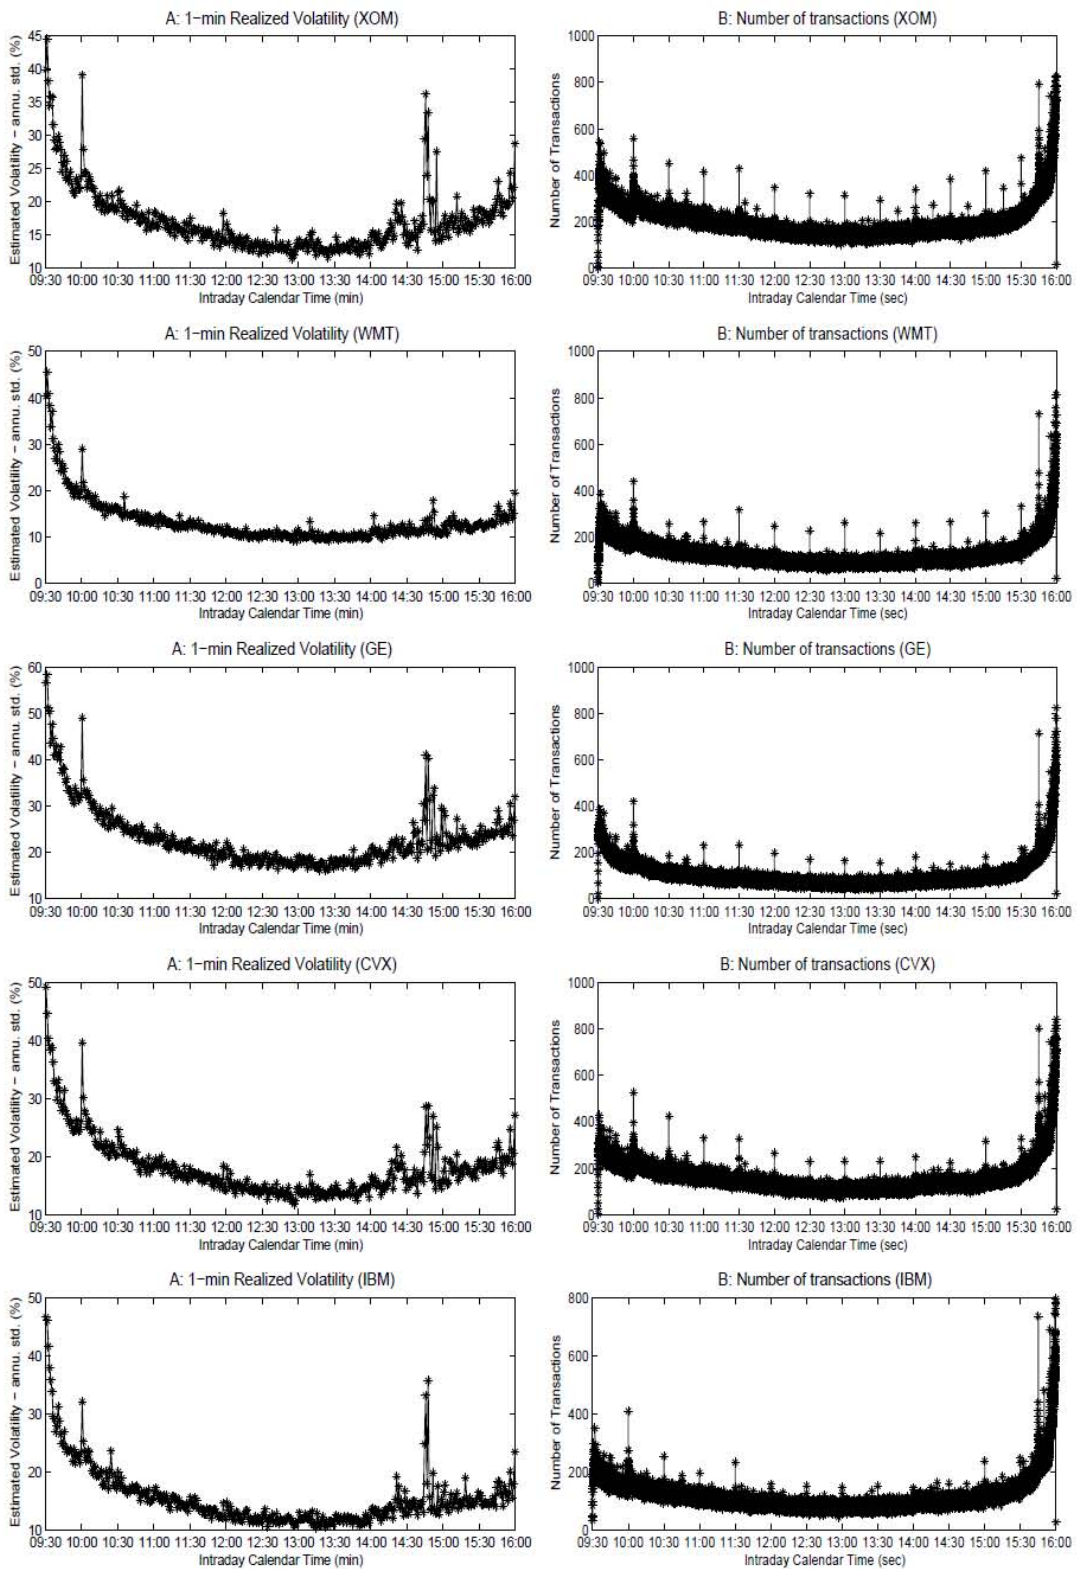 A: 1−min Realized Volatility (XOM)
Estimated Volatility − annu. std. (%)
45
40
35
30
25
20
15
10
09:30 10:00 10:30 11:00 11:30 12:00 12:30 13:00 13:30 14:00 14:30 15:00 15:30 16:00
Intraday Calendar Time (min)
B: Number of transactions (XOM)
Number of Transactions
1000
800
600
400
200
0
09:30 10:00 10:30 11:00 11:30 12:00 12:30 13:00 13:30 14:00 14:30 15:00 15:30 16:00
Intraday Calendar Time (sec)
A: 1−min Realized Volatility (WMT)
Estimated Volatility − annu. std. (%)
50
40
30
20
10
0
09:30 10:00 10:30 11:00 11:30 12:00 12:30 13:00 13:30 14:00 14:30 15:00 15:30 16:00
Intraday Calendar Time (min)
B: Number of transactions (WMT)
Number of Transactions
1000
800
600
400
200
0
09:30 10:00 10:30 11:00 11:30 12:00 12:30 13:00 13:30 14:00 14:30 15:00 15:30 16:00
Intraday Calendar Time (sec)
A: 1−min Realized Volatility (GE)
Estimated Volatility − annu. std. (%)
60
50
40
30
20
10
09:30 10:00 10:30 11:00 11:30 12:00 12:30 13:00 13:30 14:00 14:30 15:00 15:30 16:00
Intraday Calendar Time (min)
B: Number of transactions (GE)
Number of Transactions
1000
800
600
400
200
0
09:30 10:00 10:30 11:00 11:30 12:00 12:30 13:00 13:30 14:00 14:30 15:00 15:30 16:00
Intraday Calendar Time (sec)
A: 1−min Realized Volatility (CVX)
Estimated Volatility − annu. std. (%)
50
40
30
20
10
09:30 10:00 10:30 11:00 11:30 12:00 12:30 13:00 13:30 14:00 14:30 15:00 15:30 16:00
Intraday Calendar Time (min)
B: Number of transactions (CVX)
Number of Transactions
1000
800
600
400
200
0
09:30 10:00 10:30 11:00 11:30 12:00 12:30 13:00 13:30 14:00 14:30 15:00 15:30 16:00
Intraday Calendar Time (sec)
A: 1−min Realized Volatility (IBM)
Estimated Volatility − annu. std. (%)
50
40
30
20
10
09:30 10:00 10:30 11:00 11:30 12:00 12:30 13:00 13:30 14:00 14:30 15:00 15:30 16:00
Intraday Calendar Time (min)
B: Number of transactions (IBM)
Number of Transactions
800
600
400
200
0
09:30 10:00 10:30 11:00 11:30 12:00 12:30 13:00 13:30 14:00 14:30 15:00 15:30 16:00
Intraday Calendar Time (sec)